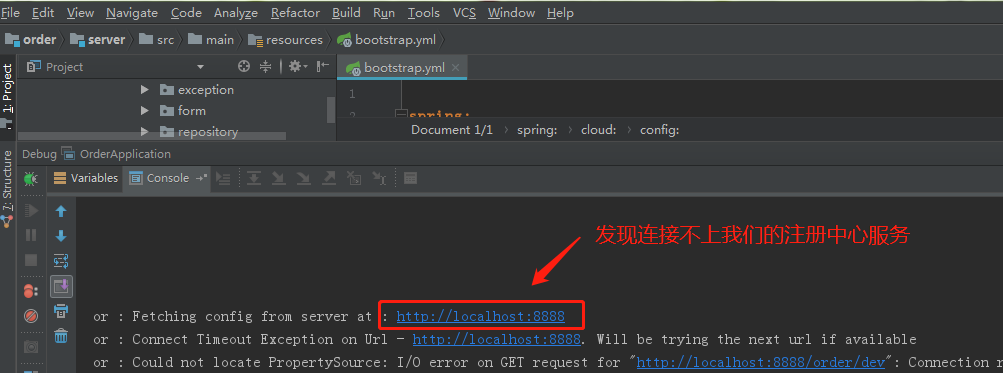 File Edit View Navigate Code Analyze Refactor Build Run Tools VCS Window Help
order server src main resources bootstrap.yml
Project bootstrap.yml
1: Project
exception
form
repository
1
2
spring:
Document 1/1 spring: cloud: config:
Debug OrderApplication
7: Structure
Variables Console
发现连接不上我们的注册中心服务
or : Fetching config from server at : http://localhost:8888
or : Connect Timeout Exception on Url - http://localhost:8888. Will be trying the next url if available
or : Could not locate PropertySource: I/O error on GET request for "http://localhost:8888/order/dev": Connection r